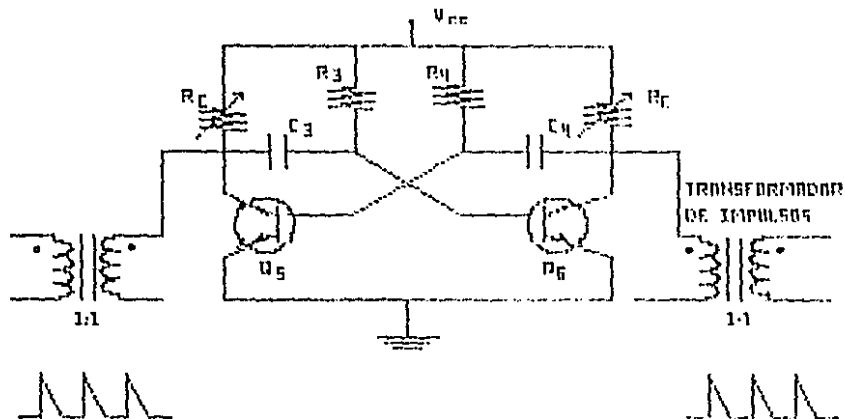 Vcc
R3
R4
Rc
Rc
C3
C4
TRANSFORMADOR
DE IMPULSOS
Q5
Q6
1:1
1:1